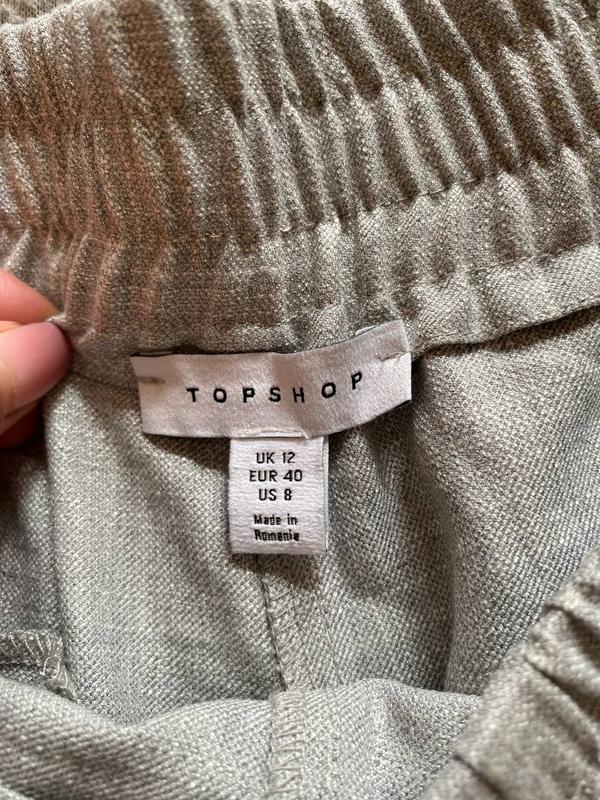 TOPSHOP
UK 12
EUR 40
US 8
Made in
Romania